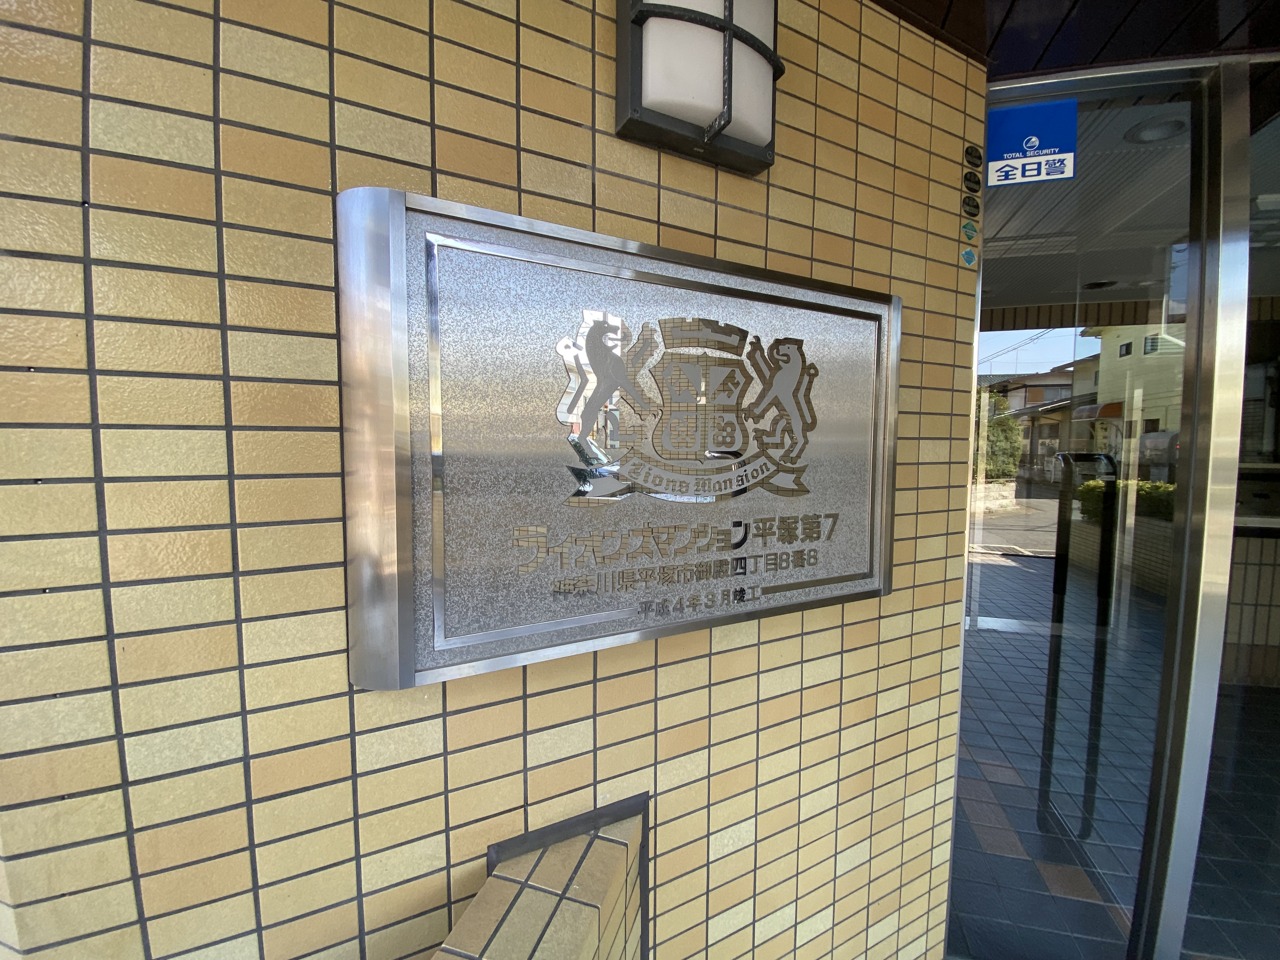 TOTAL SECURITY
全日警
Lions Mansion
ライオンズマンション平塚第7
神奈川県平塚市御殿四丁目8番6
平成4年3月竣工